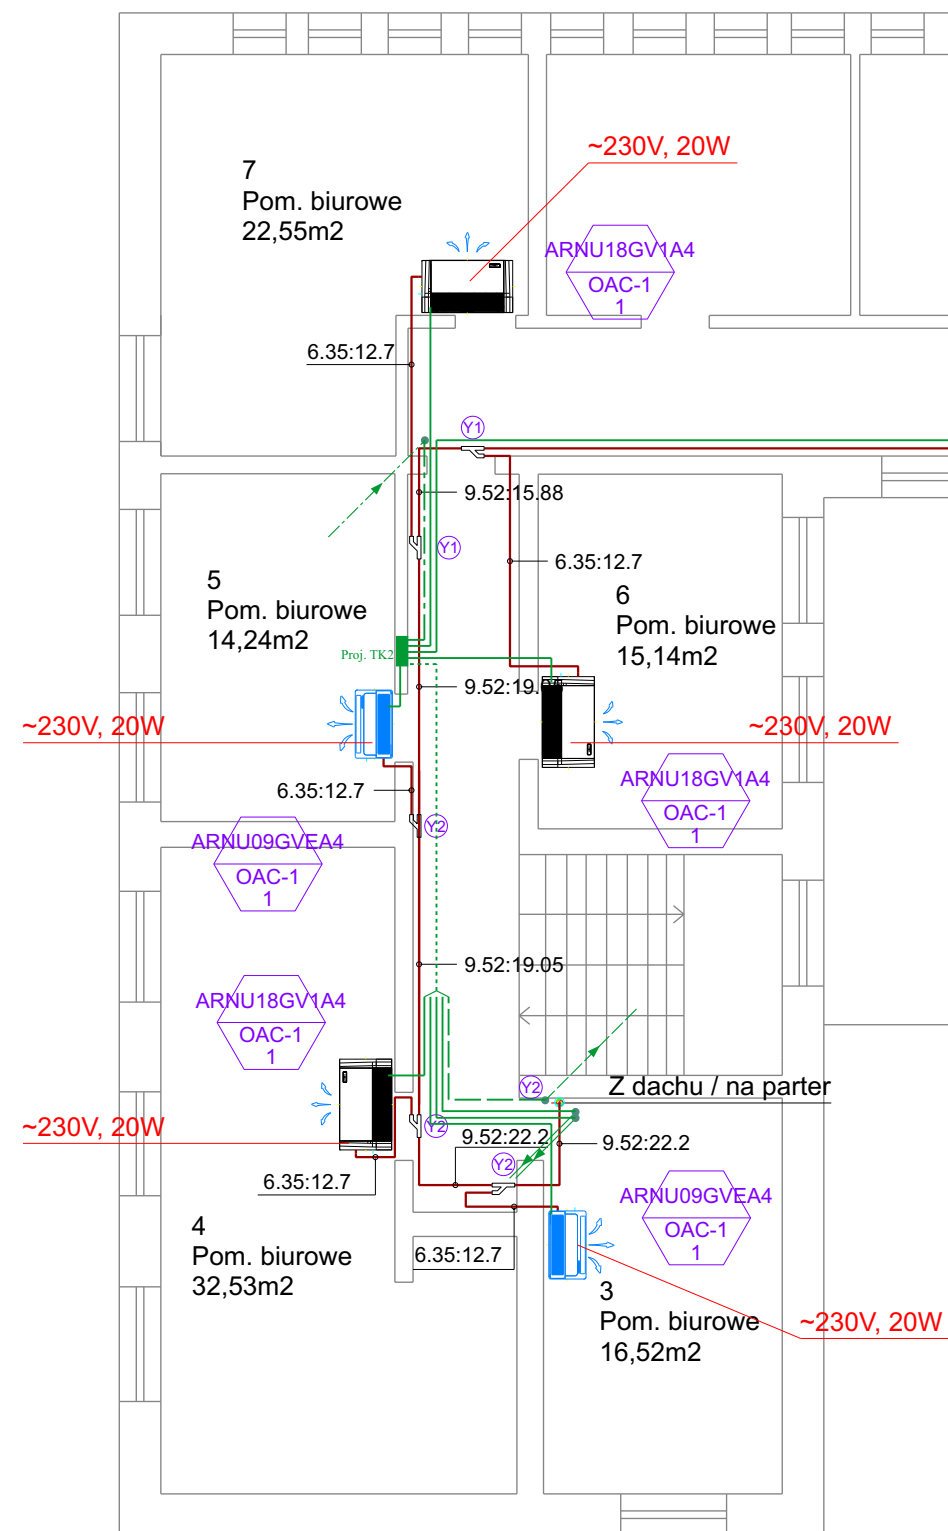 ~230V, 20W
7
Pom. biurowe
22,55m2
ARNU18GV1A4
OAC-1
1
6.35:12.7
Y1
9.52:15.88
Y1
6.35:12.7
5
Pom. biurowe
14,24m2
6
Pom. biurowe
15,14m2
Proj. TK2
9.52:19.
~230V, 20W
~230V, 20W
6.35:12.7
ARNU18GV1A4
OAC-1
1
Y2
ARNU09GVEA4
OAC-1
1
9.52:19.05
ARNU18GV1A4
OAC-1
1
Y2
Z dachu / na parter
~230V, 20W
Y2
9.52:22.2
9.52:22.2
Y2
6.35:12.7
ARNU09GVEA4
OAC-1
1
4
Pom. biurowe
32,53m2
6.35:12.7
3
Pom. biurowe
16,52m2
~230V, 20W